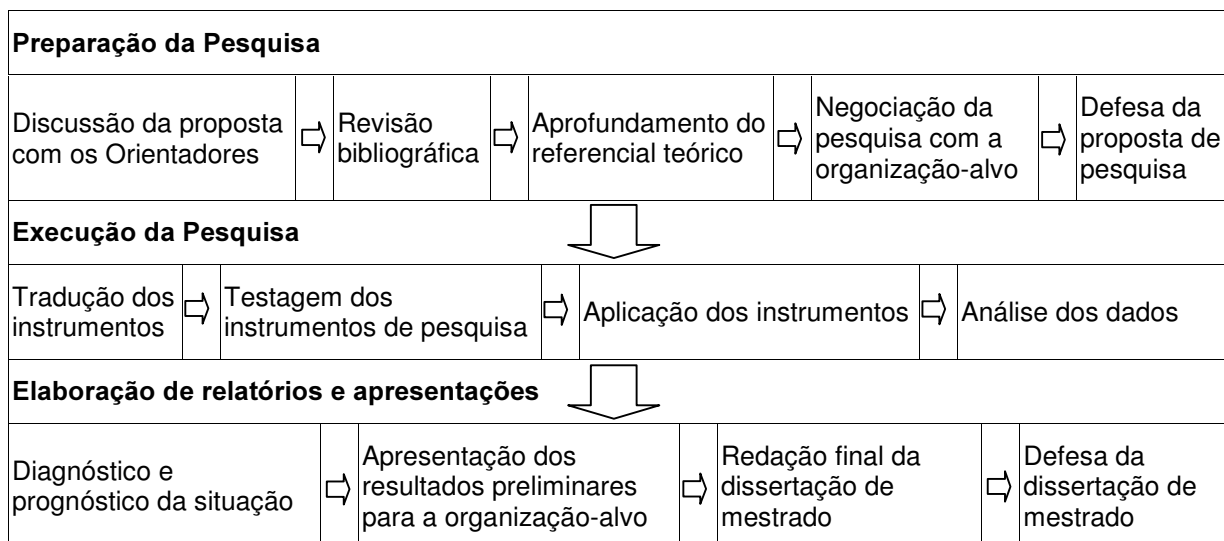 Preparação da Pesquisa
Discussão da proposta
com os Orientadores
Revisão
bibliográfica
Aprofundamento do
referencial teórico
Negociação da
pesquisa com a
organização-alvo
Defesa da
proposta de
pesquisa
Execução da Pesquisa
Tradução dos
instrumentos
Testagem dos
instrumentos de pesquisa
Aplicação dos instrumentos
Análise dos dados
Elaboração de relatórios e apresentações
Diagnóstico e
prognóstico da situação
Apresentação dos
resultados preliminares
para a organização-alvo
Redação final da
dissertação de
mestrado
Defesa da
dissertação de
mestrado